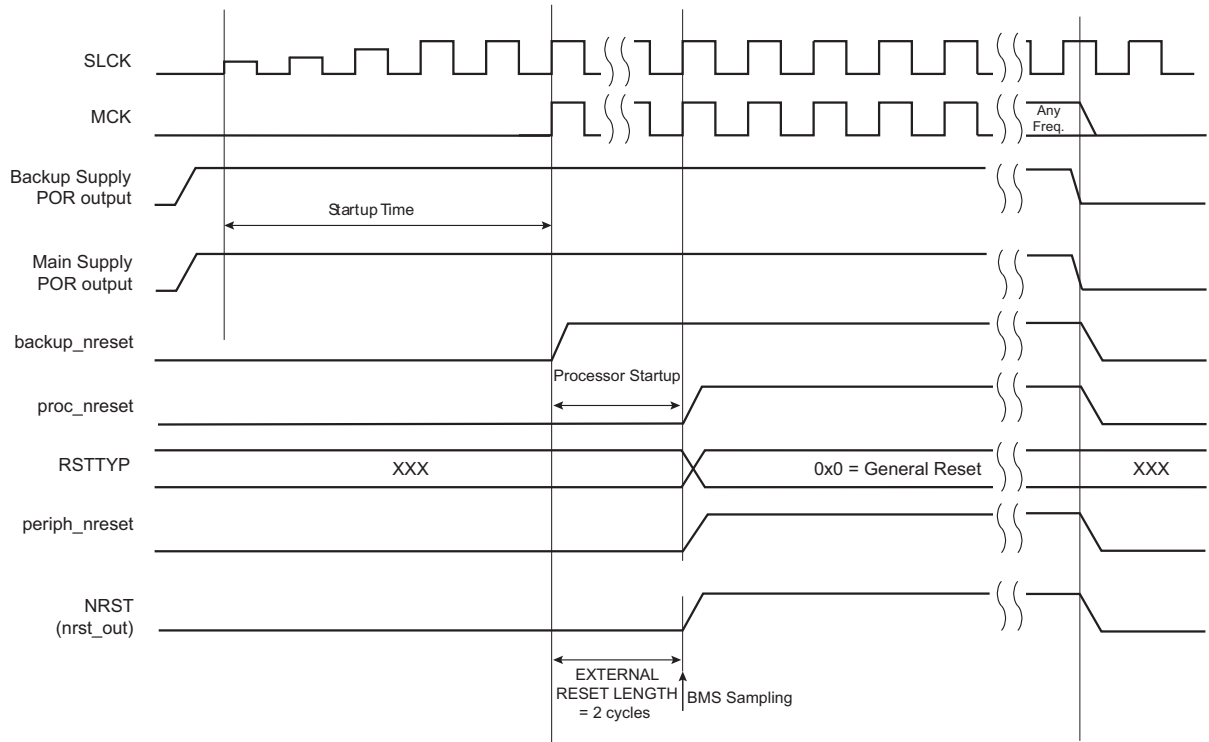 SLCK
MCK
Any
Freq.
Backup Supply
POR output
Startup Time
Main Supply
POR output
backup_nreset
Processor Startup
proc_nreset
RSTTYP
XXX
0x0 = General Reset
XXX
periph_nreset
NRST
(nrst_out)
EXTERNAL
RESET LENGTH
= 2 cycles
BMS Sampling